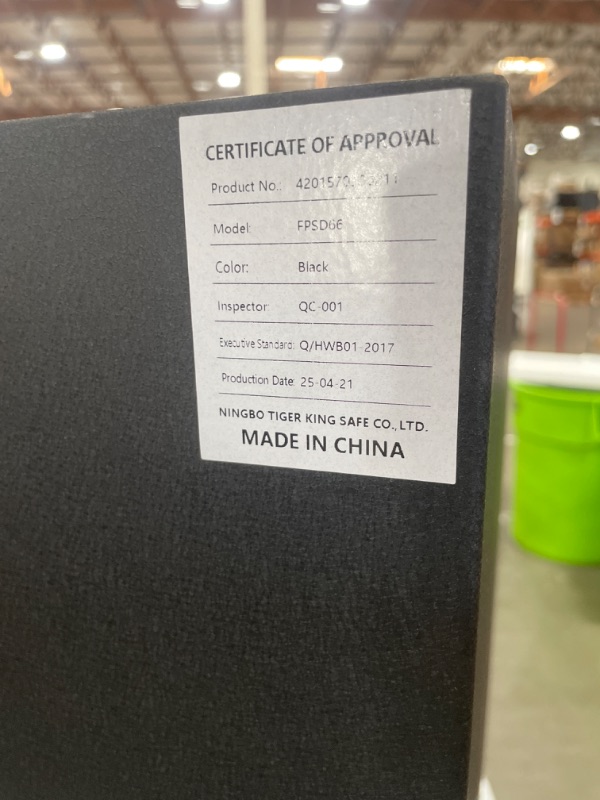 CERTIFICATE OF APPROVAL
Product No.:
Model: FPSD66
Color: Black
Inspector QC-001
Executive Standard: Q/HWB01-2017
Production Date: 25-04-21
NINGBO TIGER KING SAFE CO., LTD.
MADE IN CHINA